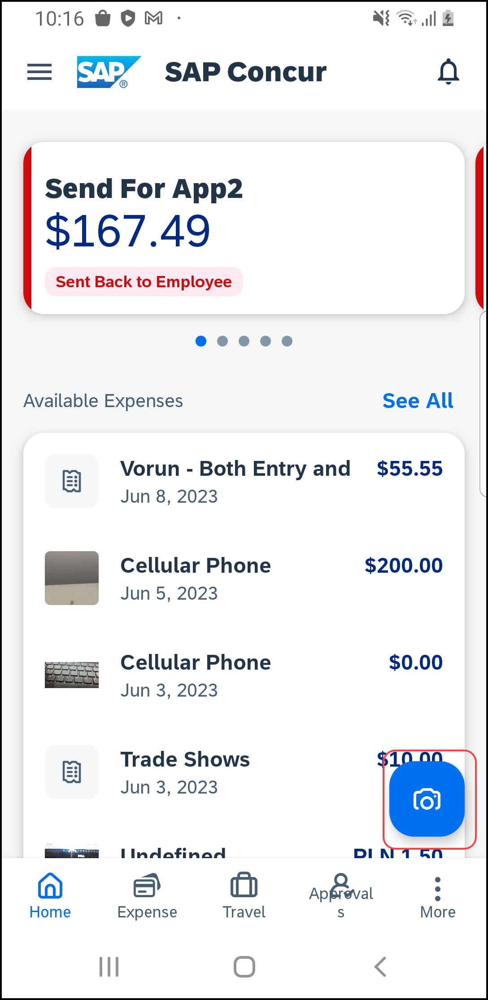 10:16
SAP ® SAP Concur
Send For App2
$167.49
Sent Back to Employee
Available Expenses See All
Vorun - Both Entry and $55.55
Jun 8, 2023
Cellular Phone $200.00
Jun 5, 2023
Cellular Phone $0.00
Jun 3, 2023
Trade Shows $10.00
Jun 3, 2023
Undefined PLN 1.50
Home Expense Travel Approval
s More